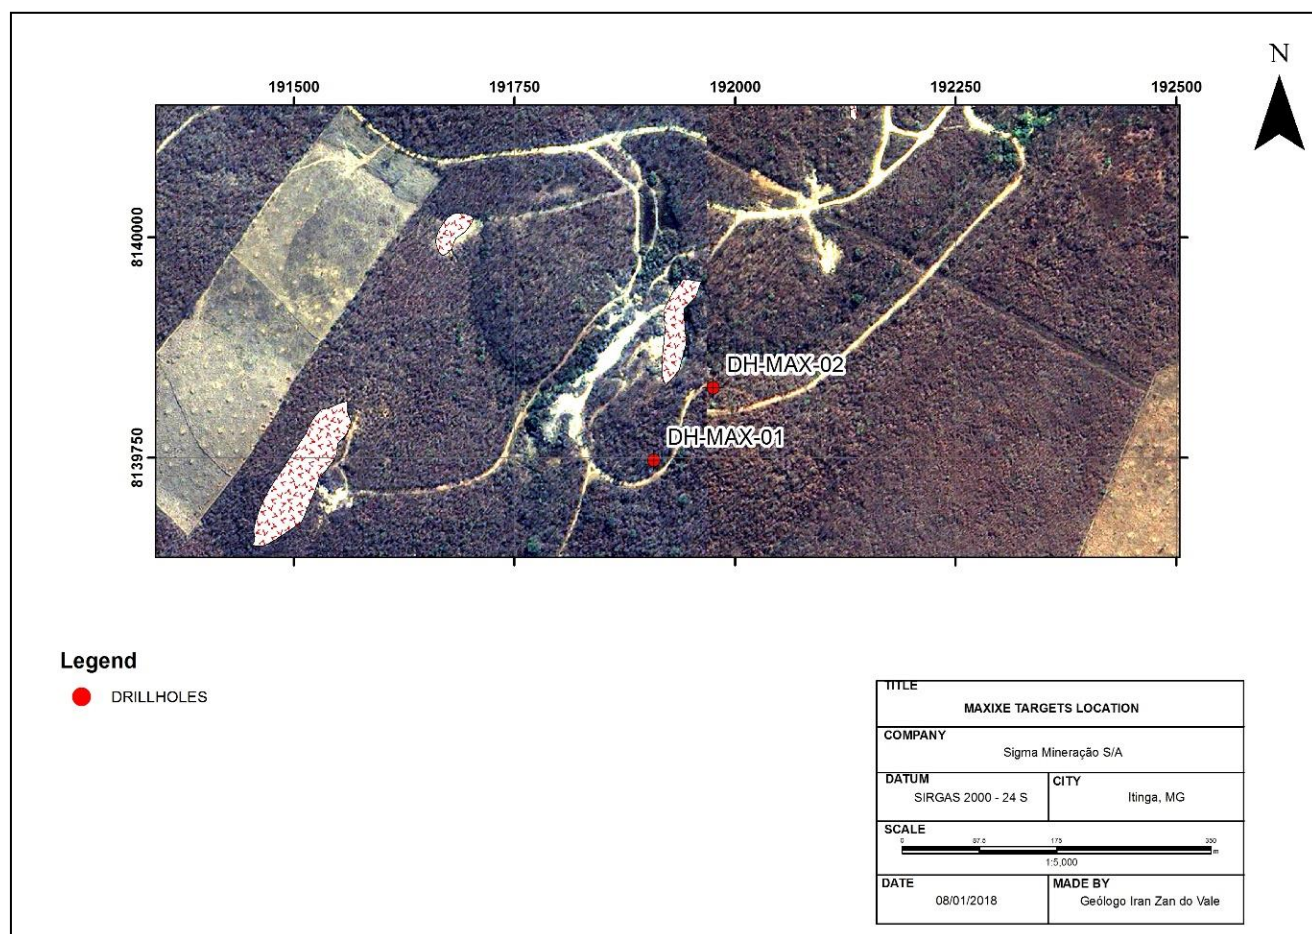 N
191500 191750 192000 192250 192500
8140000
DH-MAX-02
DH-MAX-01
8139750
Legend
DRILLHOLES
TITLE
MAXIXE TARGETS LOCATION
COMPANY
Sigma Mineração S/A
DATUM
SIRGAS 2000 - 24 S
CITY
Itinga, MG
SCALE
0 87.5 175 350
m
1:5,000
DATE
08/01/2018
MADE BY
Geólogo Iran Zan do Vale